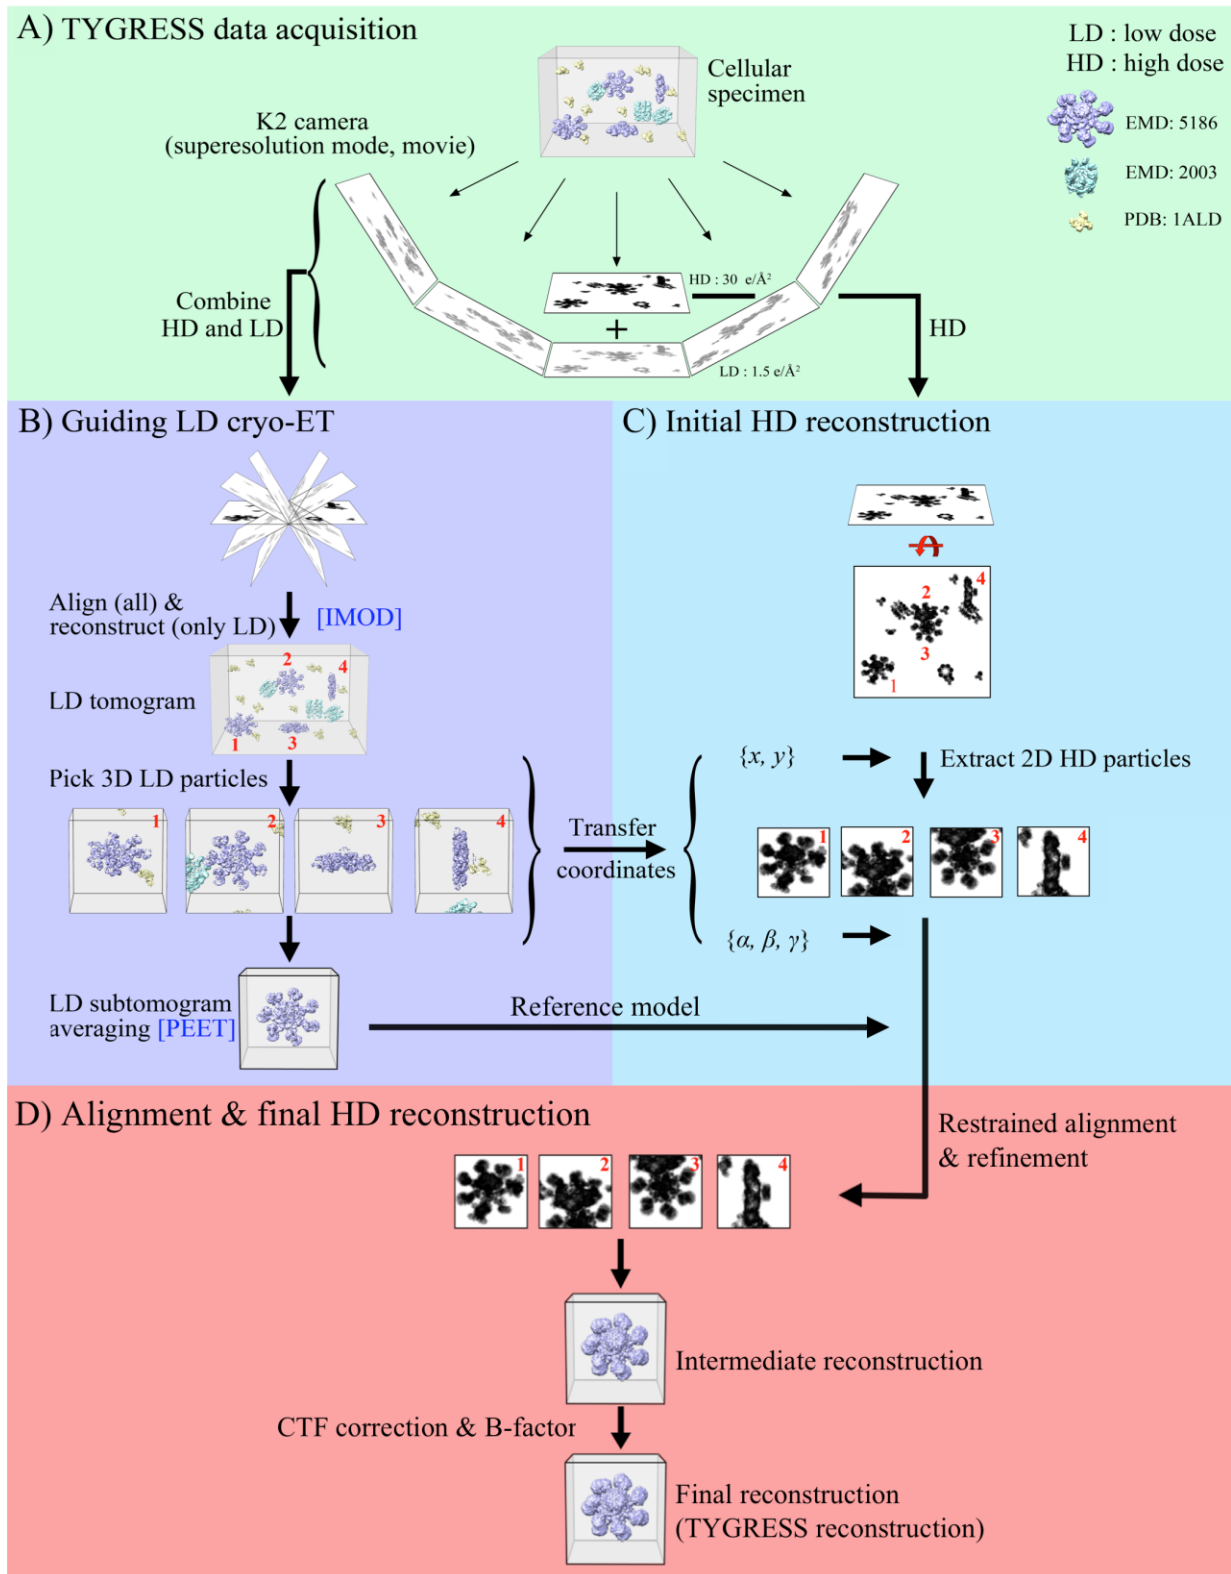 A) TYGRESS data acquisition
LD : low dose
HD : high dose
EMD: 5186
EMD: 2003
PDB: 1ALD
Cellular
specimen
K2 camera
(superesolution mode, movie)
HD : 30 e/Å²
+
LD : 1.5 e/Å²
Combine
HD and LD
HD
B) Guiding LD cryo-ET
Align (all) &
reconstruct (only LD)
[IMOD]
LD tomogram
2
4
1
3
Pick 3D LD particles
1
2
3
4
Transfer
coordinates
LD subtomogram
averaging [PEET]
Reference model
C) Initial HD reconstruction
4
2
3
1
{x, y}
Extract 2D HD particles
1
2
3
4
{α, β, γ}
D) Alignment & final HD reconstruction
Restrained alignment
& refinement
1
2
3
4
Intermediate reconstruction
CTF correction & B-factor
Final reconstruction
(TYGRESS reconstruction)